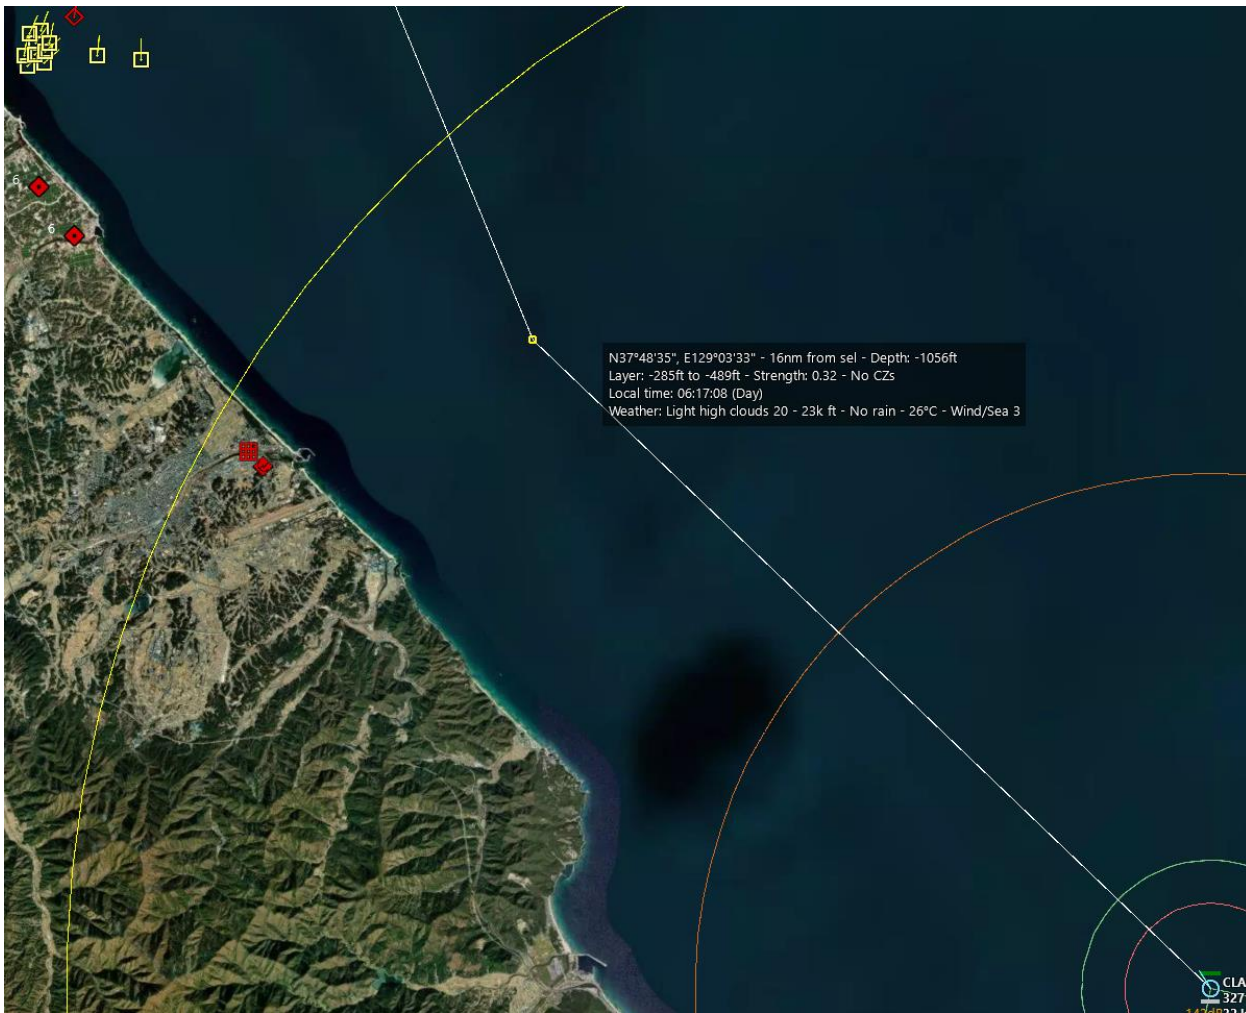 6
6
N37°48'35", E129°03'33" - 16nm from sel - Depth: -1056ft
Layer: -285ft to -489ft - Strength: 0.32 - No CZs
Local time: 06:17:08 (Day)
Weather: Light high clouds 20 - 23k ft - No rain - 26°C - Wind/Sea 3
CLA
327